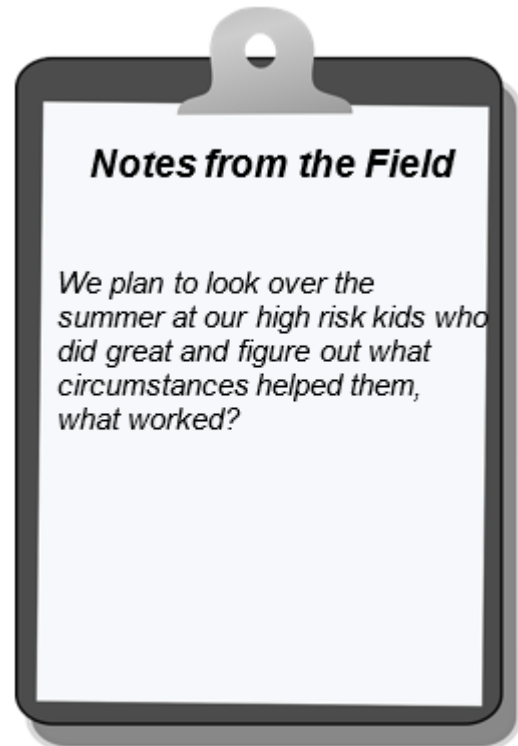 Notes from the Field
We plan to look over the
summer at our high risk kids who
did great and figure out what
circumstances helped them,
what worked?